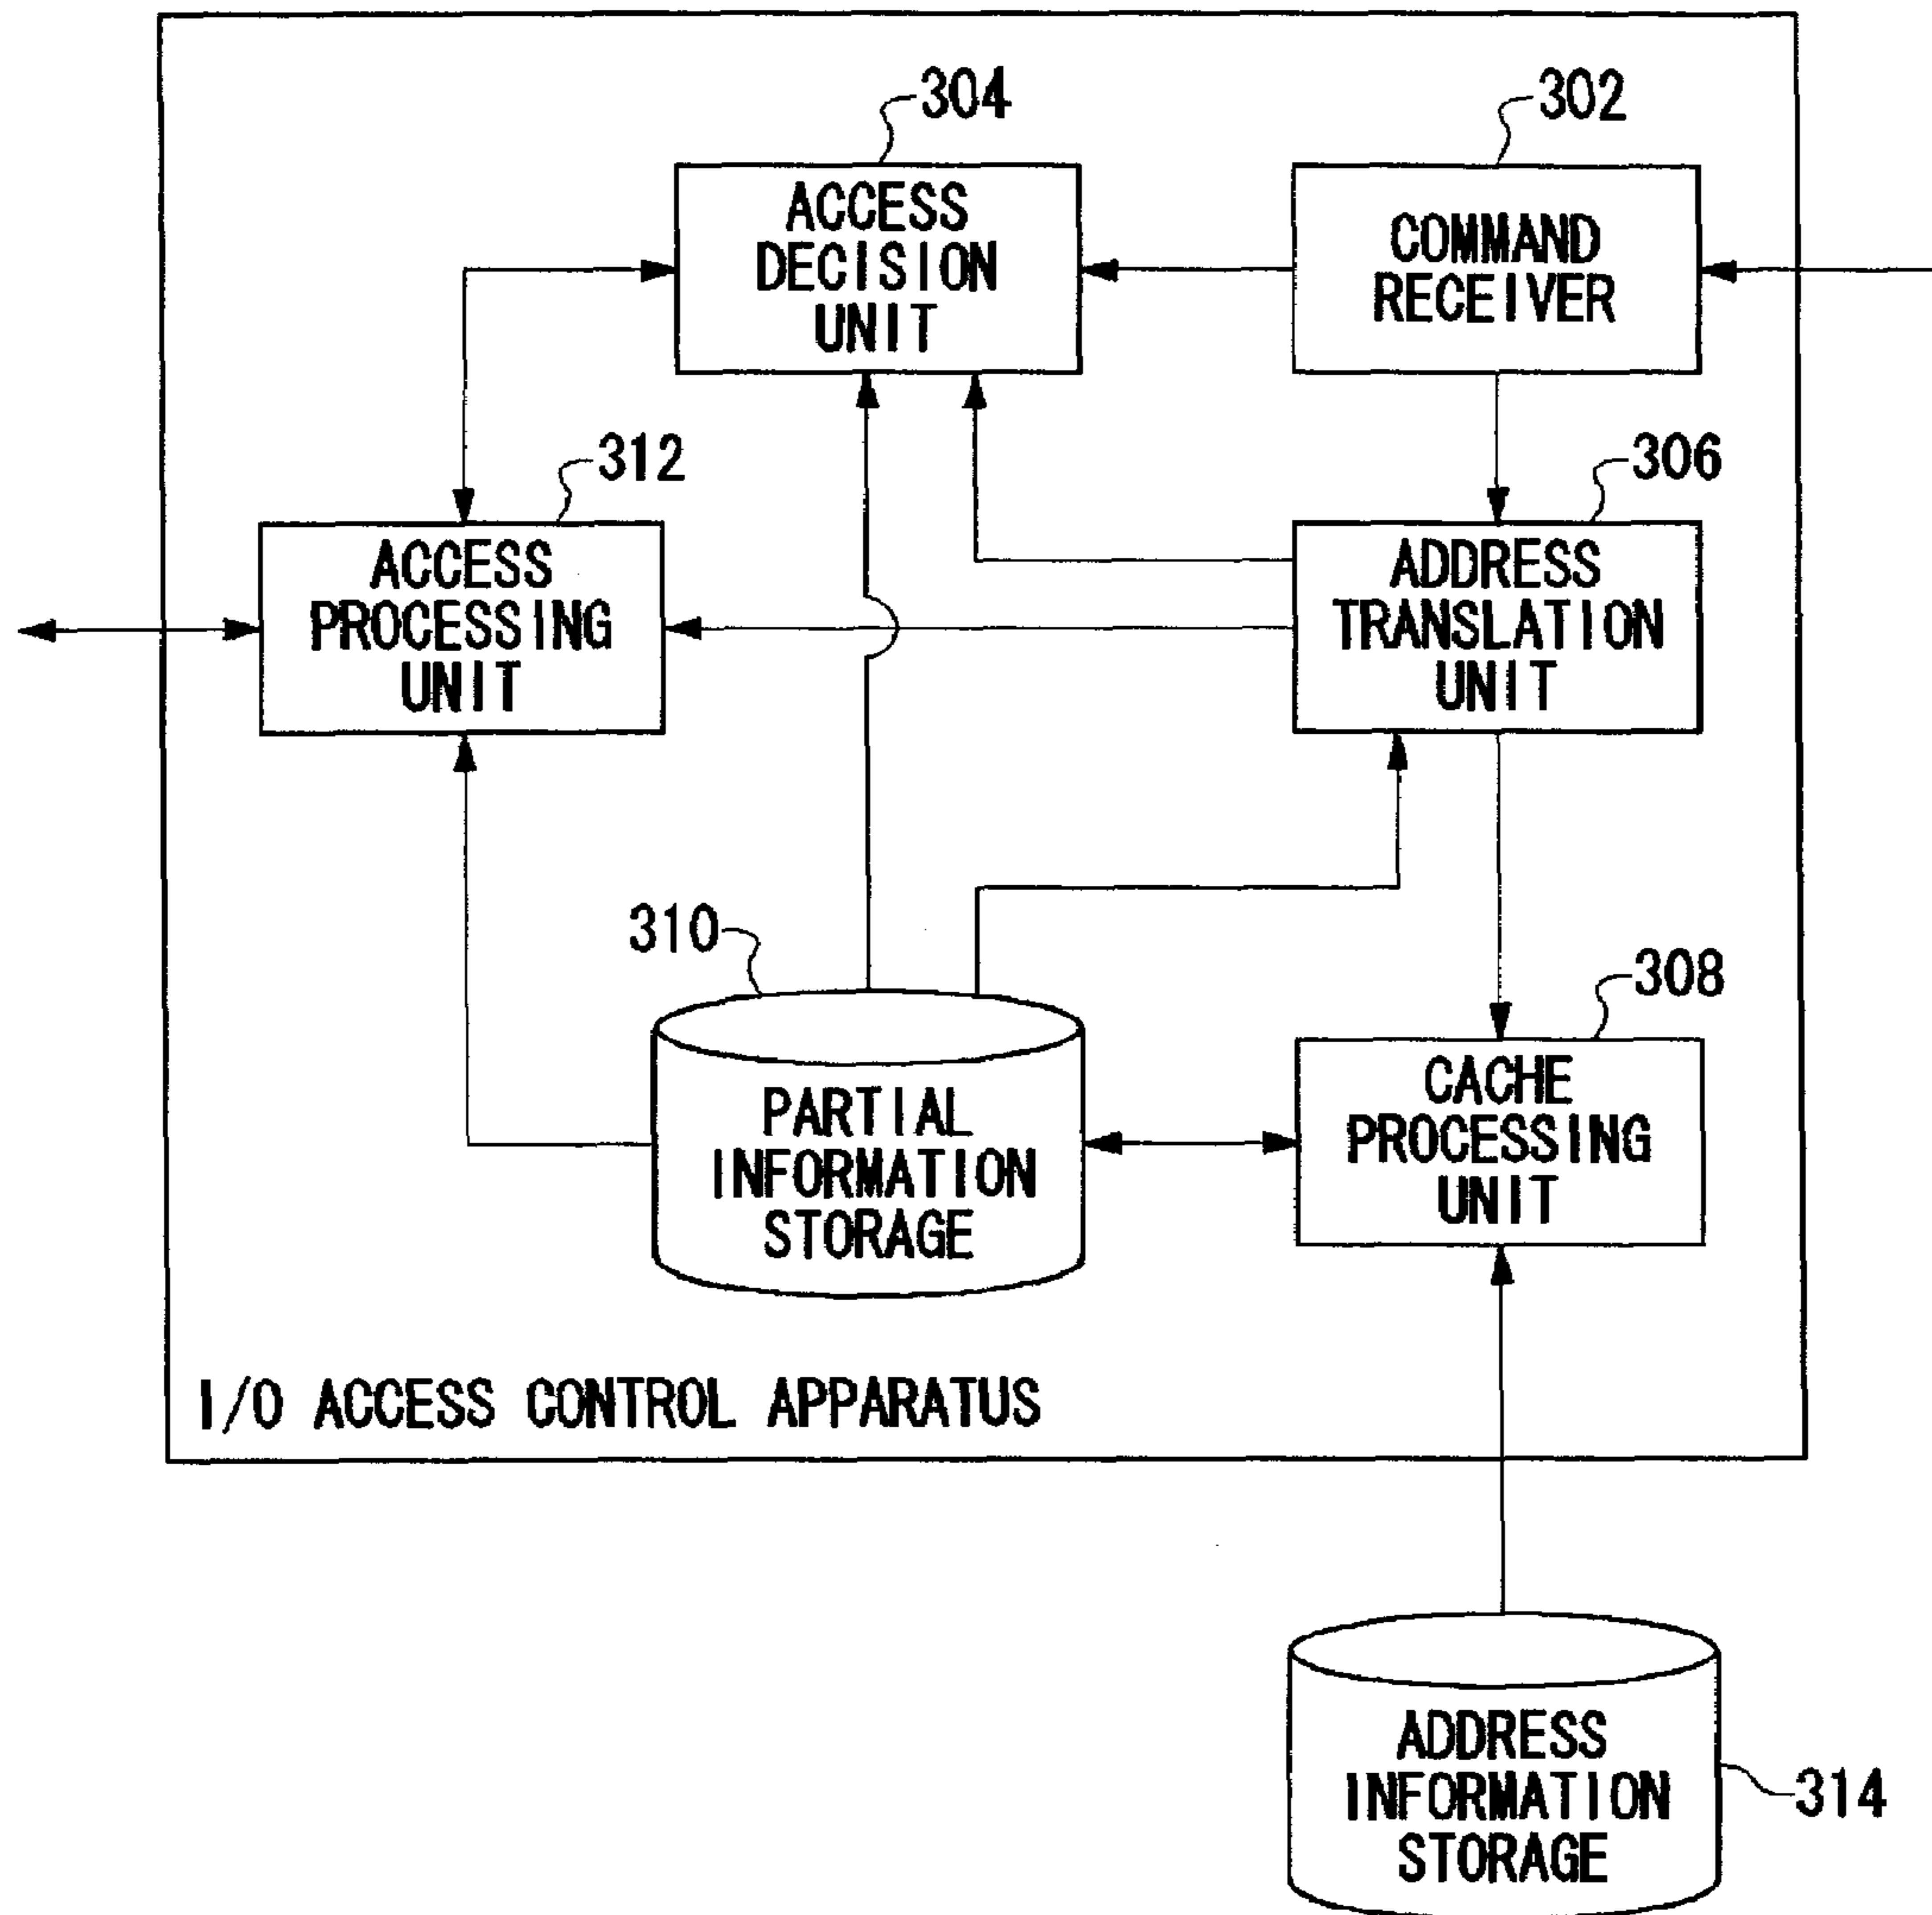 304
302
ACCESS
DECISION
UNIT
COMMAND
RECEIVER
312
306
ACCESS
PROCESSING
UNIT
ADDRESS
TRANSLATION
UNIT
310
308
PARTIAL
INFORMATION
STORAGE
CACHE
PROCESSING
UNIT
I/O ACCESS CONTROL APPARATUS
ADDRESS
INFORMATION
STORAGE
314